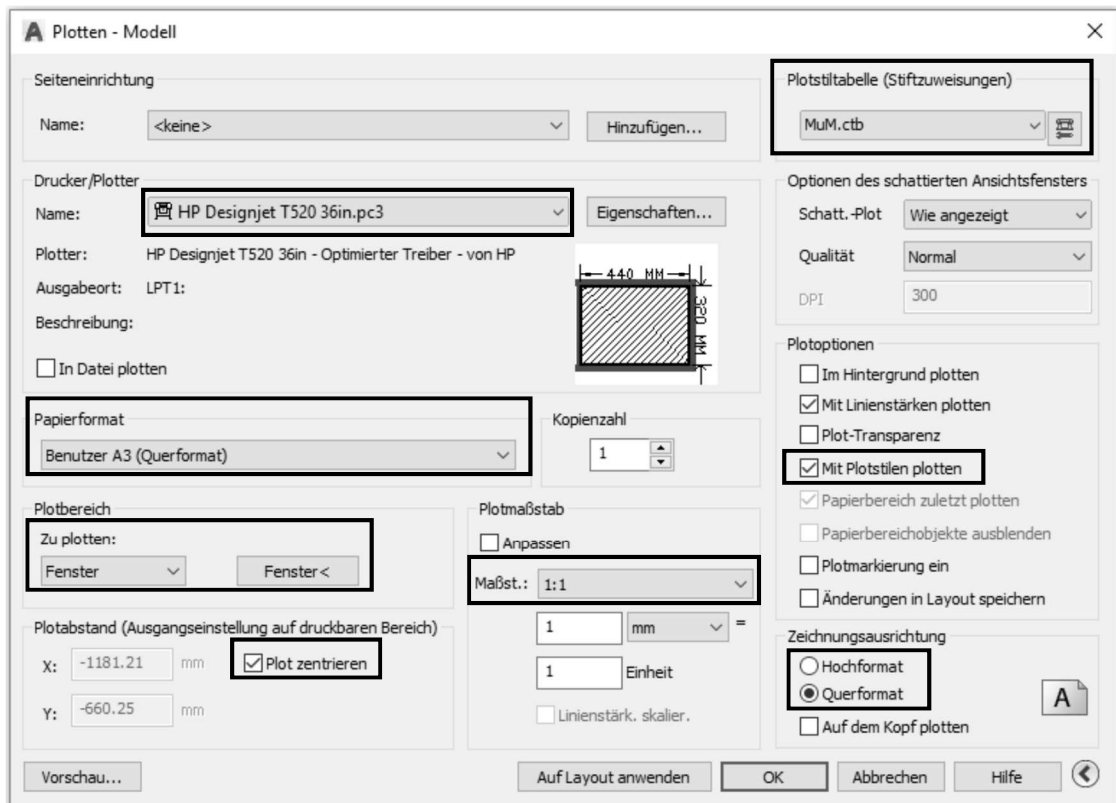 Plotten - Modell
Seiteneinrichtung
Name: <keine> Hinzufügen...
Plotstiltabelle (Stiftzuweisungen)
MuM.ctb
Drucker/Plotter
Name: HP Designjet T520 36in.pc3 Eigenschaften...
Plotter: HP Designjet T520 36in - Optimierter Treiber - von HP
Ausgabeort: LPT1:
Beschreibung:
In Datei plotten
440 MM
320 MM
Optionen des schattierten Ansichtsfensters
Schatt.-Plot Wie angezeigt
Qualität Normal
DPI 300
Papierformat
Benutzer A3 (Querformat)
Kopienzahl
1
Plotoptionen
Im Hintergrund plotten
Mit Linienstärken plotten
Plot-Transparenz
Mit Plotstilen plotten
Papierbereich zuletzt plotten
Papierbereichobjekte ausblenden
Plotmarkierung ein
Änderungen in Layout speichern
Plotbereich
Zu plotten:
Fenster Fenster<
Plotmaßstab
Anpassen
Maßst.: 1:1
1 mm =
1 Einheit
Linienstärk. skalier.
Plotabstand (Ausgangseinstellung auf druckbaren Bereich)
X: -1181.21 mm Plot zentrieren
Y: -660.25 mm
Zeichnungsausrichtung
Hochformat
Querformat
Auf dem Kopf plotten
A
Vorschau... Auf Layout anwenden OK Abbrechen Hilfe